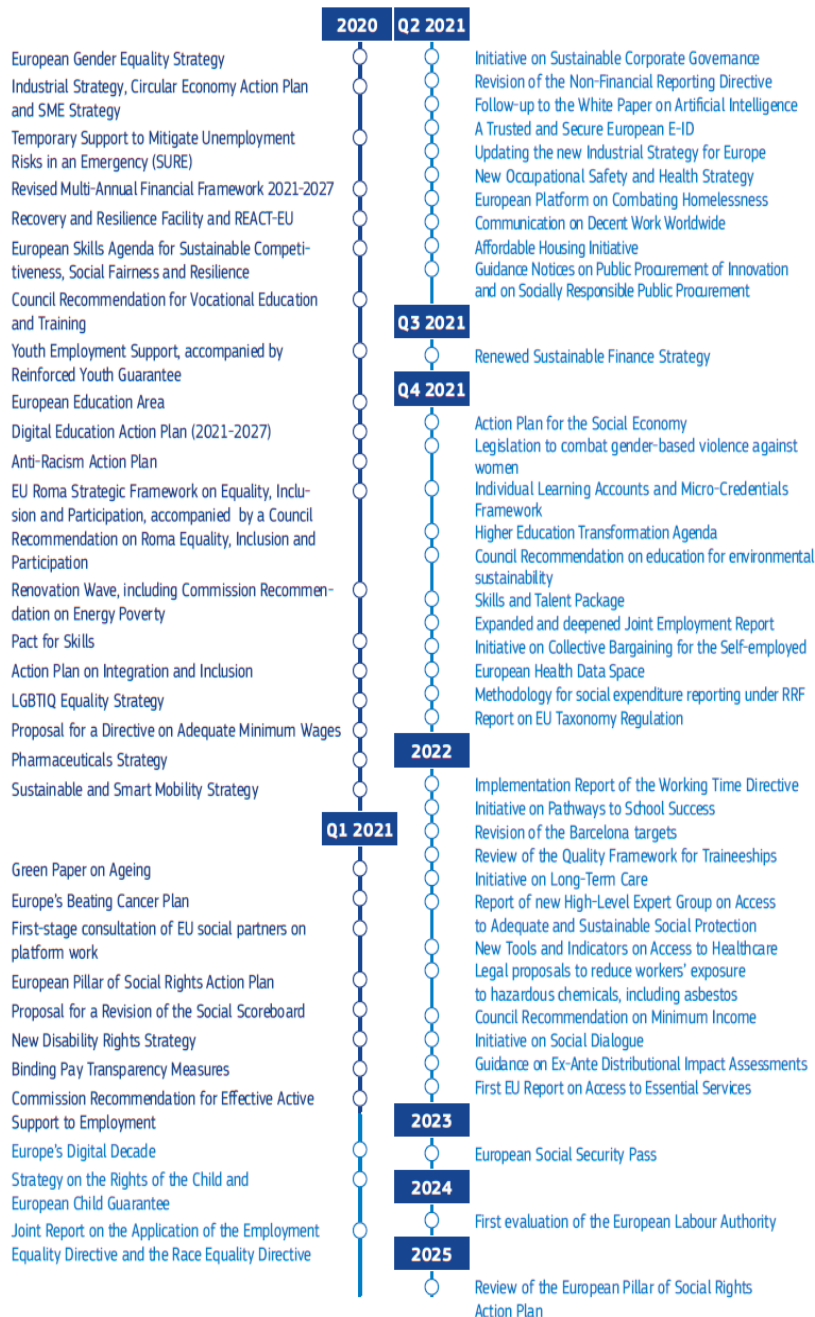 2020
European Gender Equality Strategy
Industrial Strategy, Circular Economy Action Plan
and SME Strategy
Temporary Support to Mitigate Unemployment
Risks in an Emergency (SURE)
Revised Multi-Annual Financial Framework 2021-2027
Recovery and Resilience Facility and REACT-EU
European Skills Agenda for Sustainable Competi-
tiveness, Social Fairness and Resilience
Council Recommendation for Vocational Education
and Training
Youth Employment Support, accompanied by
Reinforced Youth Guarantee
European Education Area
Digital Education Action Plan (2021-2027)
Anti-Racism Action Plan
EU Roma Strategic Framework on Equality, Inclu-
sion and Participation, accompanied by a Council
Recommendation on Roma Equality, Inclusion and
Participation
Renovation Wave, including Commission Recommen-
dation on Energy Poverty
Pact for Skills
Action Plan on Integration and Inclusion
LGBTIQ Equality Strategy
Proposal for a Directive on Adequate Minimum Wages
Pharmaceuticals Strategy
Sustainable and Smart Mobility Strategy
Q1 2021
Green Paper on Ageing
Europe's Beating Cancer Plan
First-stage consultation of EU social partners on
platform work
European Pillar of Social Rights Action Plan
Proposal for a Revision of the Social Scoreboard
New Disability Rights Strategy
Binding Pay Transparency Measures
Commission Recommendation for Effective Active
Support to Employment
Europe's Digital Decade
Strategy on the Rights of the Child and
European Child Guarantee
Joint Report on the Application of the Employment
Equality Directive and the Race Equality Directive
Q2 2021
Initiative on Sustainable Corporate Governance
Revision of the Non-Financial Reporting Directive
Follow-up to the White Paper on Artificial Intelligence
A Trusted and Secure European E-ID
Updating the new Industrial Strategy for Europe
New Occupational Safety and Health Strategy
European Platform on Combating Homelessness
Communication on Decent Work Worldwide
Affordable Housing Initiative
Guidance Notices on Public Procurement of Innovation
and on Socially Responsible Public Procurement
Q3 2021
Renewed Sustainable Finance Strategy
Q4 2021
Action Plan for the Social Economy
Legislation to combat gender-based violence against
women
Individual Learning Accounts and Micro-Credentials
Framework
Higher Education Transformation Agenda
Council Recommendation on education for environmental
sustainability
Skills and Talent Package
Expanded and deepened Joint Employment Report
Initiative on Collective Bargaining for the Self-employed
European Health Data Space
Methodology for social expenditure reporting under RRF
Report on EU Taxonomy Regulation
2022
Implementation Report of the Working Time Directive
Initiative on Pathways to School Success
Revision of the Barcelona targets
Review of the Quality Framework for Traineeships
Initiative on Long-Term Care
Report of new High-Level Expert Group on Access
to Adequate and Sustainable Social Protection
New Tools and Indicators on Access to Healthcare
Legal proposals to reduce workers' exposure
to hazardous chemicals, including asbestos
Council Recommendation on Minimum Income
Initiative on Social Dialogue
Guidance on Ex-Ante Distributional Impact Assessments
First EU Report on Access to Essential Services
2023
European Social Security Pass
2024
First evaluation of the European Labour Authority
2025
Review of the European Pillar of Social Rights
Action Plan